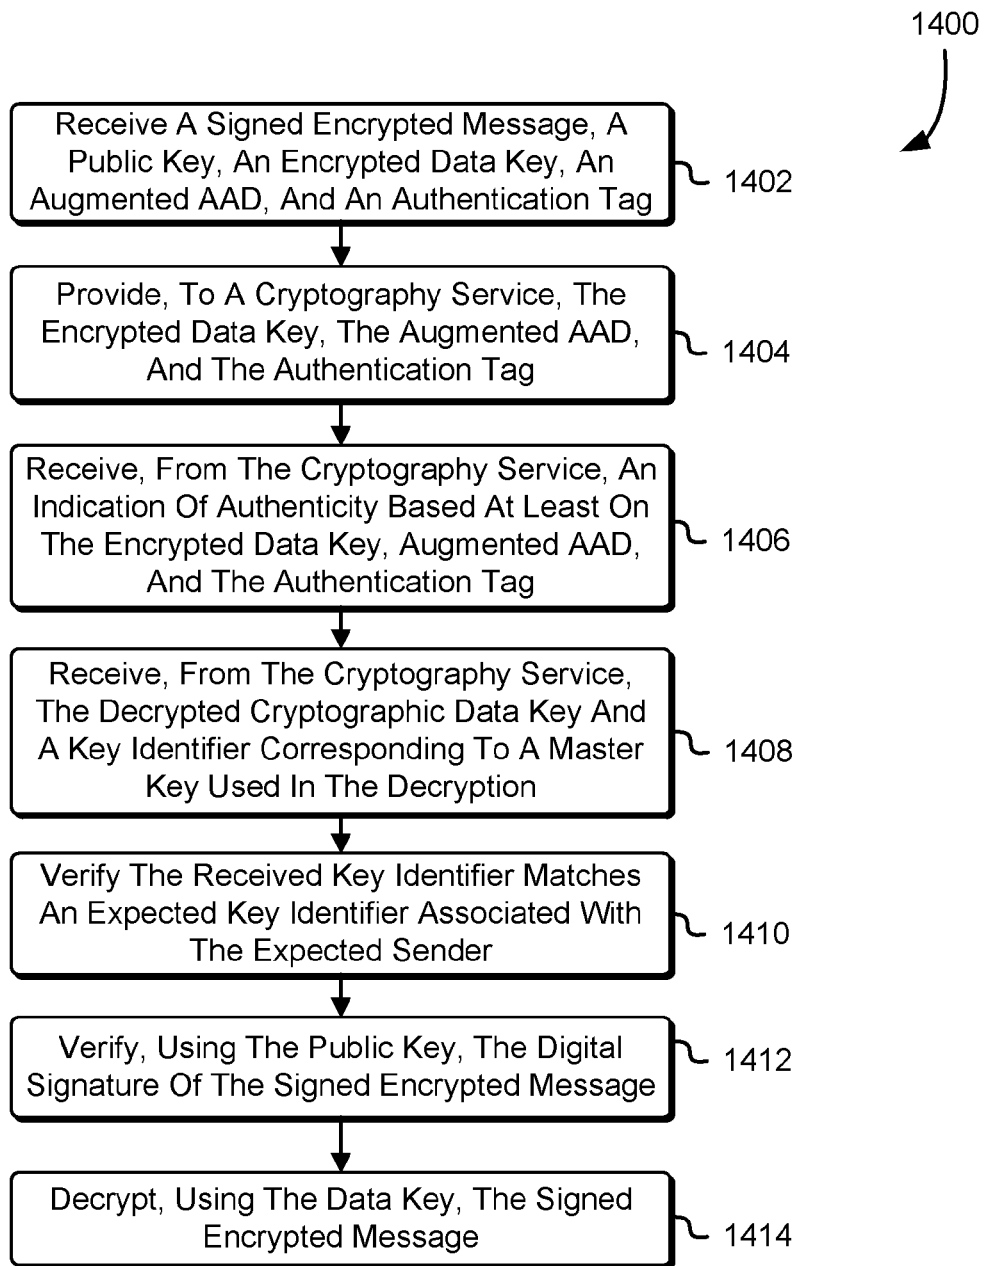 1400
Receive A Signed Encrypted Message, A
Public Key, An Encrypted Data Key, An
Augmented AAD, And An Authentication Tag
1402
Provide, To A Cryptography Service, The
Encrypted Data Key, The Augmented AAD,
And The Authentication Tag
1404
Receive, From The Cryptography Service, An
Indication Of Authenticity Based At Least On
The Encrypted Data Key, Augmented AAD,
And The Authentication Tag
1406
Receive, From The Cryptography Service,
The Decrypted Cryptographic Data Key And
A Key Identifier Corresponding To A Master
Key Used In The Decryption
1408
Verify The Received Key Identifier Matches
An Expected Key Identifier Associated With
The Expected Sender
1410
Verify, Using The Public Key, The Digital
Signature Of The Signed Encrypted Message
1412
Decrypt, Using The Data Key, The Signed
Encrypted Message
1414